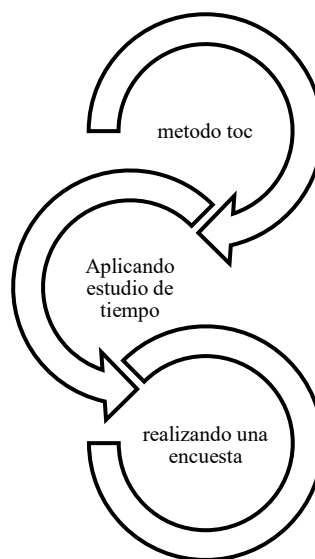 metodo toc
Aplicando
estudio de
tiempo
realizando una
encuesta